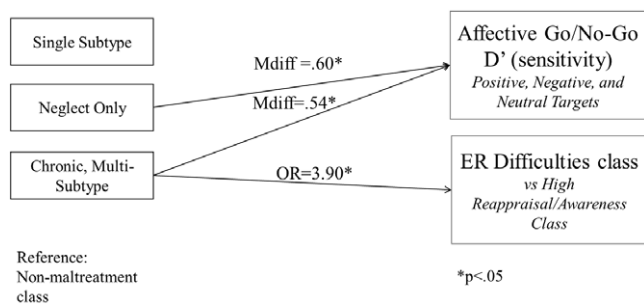 Single Subtype
Neglect Only
Chronic, Multi-
Subtype
Mdiff =.60*
Mdiff=.54*
OR=3.90*
Affective Go/No-Go
D’ (sensitivity)
Positive, Negative, and
Neutral Targets
ER Difficulties class
vs High
Reappraisal/Awareness
Class
Reference:
Non-maltreatment
class
*p<.05